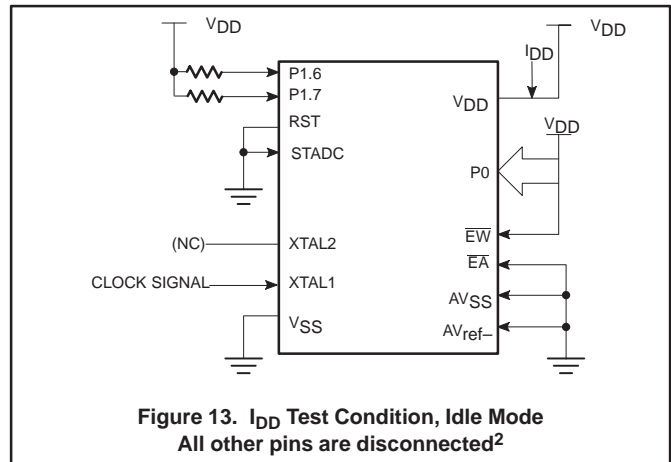 VDD
VDD
IDD
P1.6
P1.7
VDD
RST
VDD
STADC
P0
(NC)
XTAL2
EW
EA
CLOCK SIGNAL
XTAL1
AVSS
VSS
AVref–
Figure 13. IDD Test Condition, Idle Mode
All other pins are disconnected2